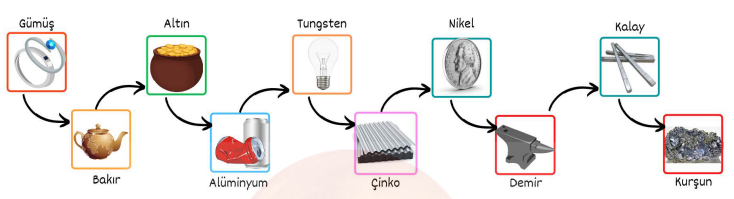 Gümüş
Bakır
Altın
Alüminyum
Tungsten
Çinko
Nikel
Demir
Kalay
Kurşun